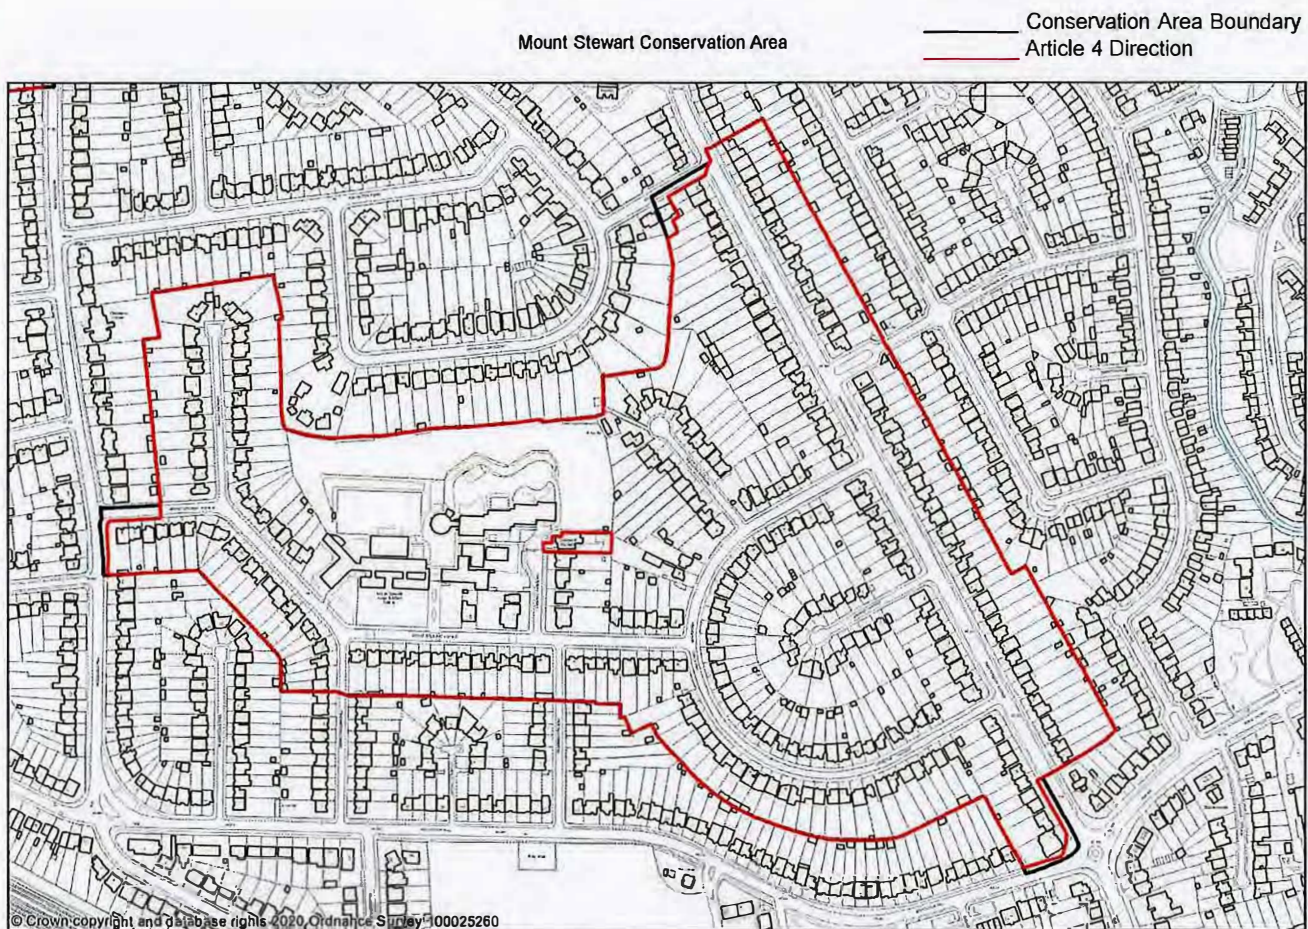 Conservation Area Boundary
Mount Stewart Conservation Area
Article 4 Direction
© Crown copyright and database rights 2020 Ordnance Survey 100025260